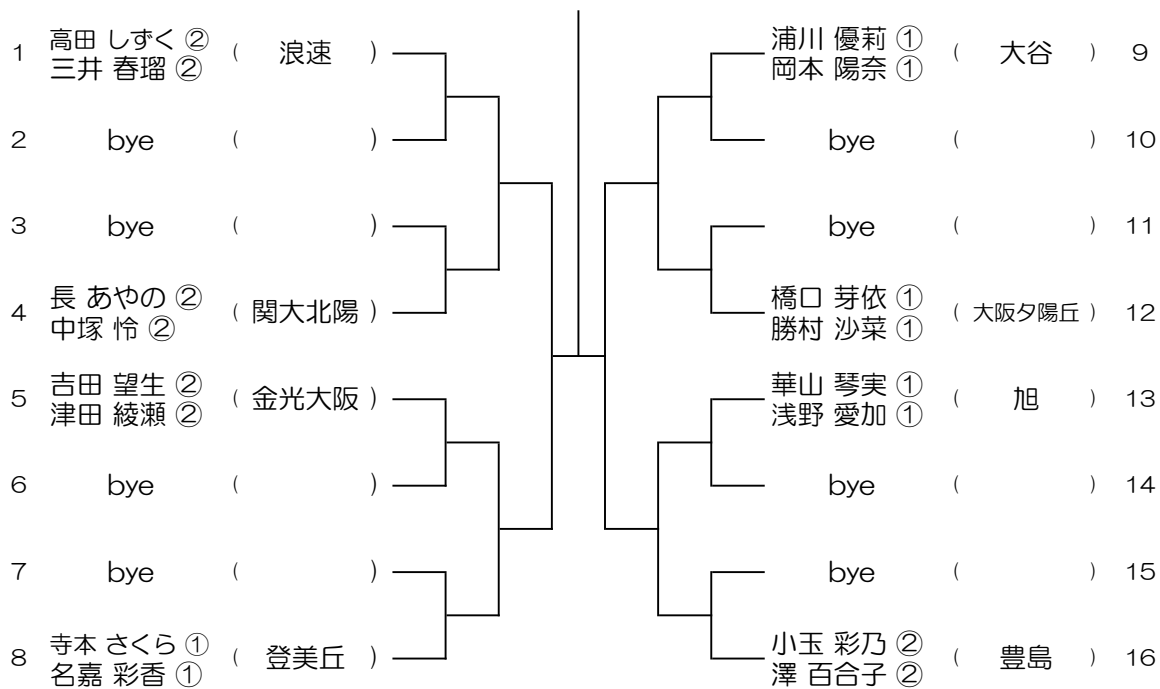 1 高田 しずく ② ( 浪速 )
三井 春瑠 ②
2 bye ( )
3 bye ( )
4 長 あやの ② ( 関大北陽 )
中塚 怜 ②
5 吉田 望生 ② ( 金光大阪 )
津田 綾瀬 ②
6 bye ( )
7 bye ( )
8 寺本 さくら ① ( 登美丘 )
名嘉 彩香 ①
浦川 優莉 ① ( 大谷 ) 9
岡本 陽奈 ①
bye ( ) 10
bye ( ) 11
橋口 芽依 ① ( 大阪夕陽丘 ) 12
勝村 沙菜 ①
華山 琴実 ① ( 旭 ) 13
浅野 愛加 ①
bye ( ) 14
bye ( ) 15
小玉 彩乃 ② ( 豊島 ) 16
澤 百合子 ②